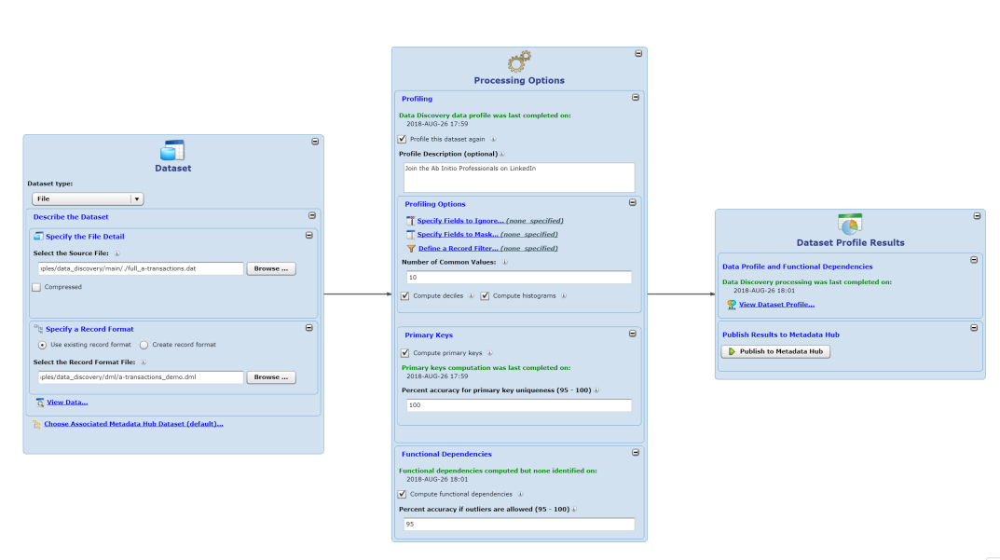 Dataset
Dataset type:
File
Describe the Dataset
Specify the File Detail
Select the Source File:
ples/data_discovery/main/./full_a-transactions.dat
Browse ...
Compressed
Specify a Record Format
Use existing record format
Create record format
Select the Record Format File:
ples/data_discovery/dml/a-transactions_demo.dml
Browse ...
View Data...
Choose Associated Metadata Hub Dataset (default)...
Processing Options
Profiling
Data Discovery data profile was last completed on:
2018-AUG-26 17:59
Profile this dataset again
Profile Description (optional)
Join the Ab Initio Professionals on LinkedIn
Profiling Options
Specify Fields to Ignore... (none specified)
Specify Fields to Mask... (none specified)
Define a Record Filter... (none specified)
Number of Common Values:
10
Compute deciles
Compute histograms
Primary Keys
Compute primary keys
Primary keys computation was last completed on:
2018-AUG-26 17:59
Percent accuracy for primary key uniqueness (95 - 100)
100
Functional Dependencies
Functional dependencies computed but none identified on:
2018-AUG-26 18:01
Compute functional dependencies
Percent accuracy if outliers are allowed (95 - 100)
95
Dataset Profile Results
Data Profile and Functional Dependencies
Data Discovery processing was last completed on:
2018-AUG-26 18:01
View Dataset Profile...
Publish Results to Metadata Hub
Publish to Metadata Hub